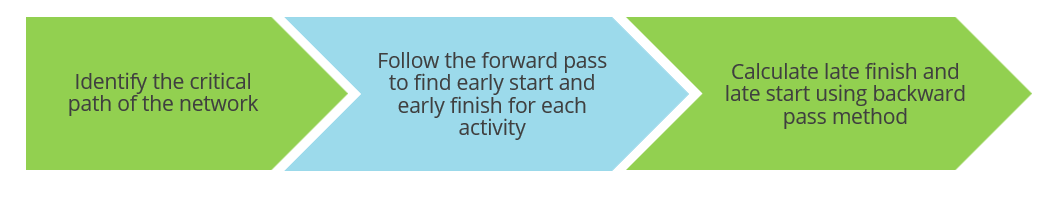 Identify the critical
path of the network
Follow the forward pass
to find early start and
early finish for each
activity
Calculate late finish and
late start using backward
pass method